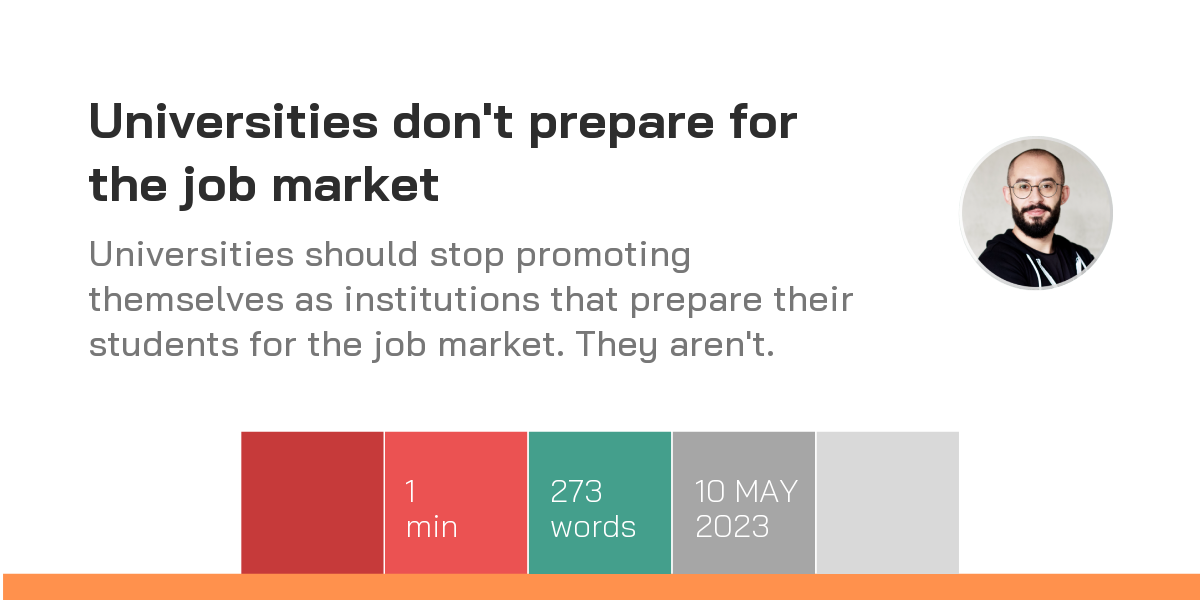 Universities don't prepare for
the job market
Universities should stop promoting
themselves as institutions that prepare their
students for the job market. They aren't.
1
min
273
words
10 MAY
2023